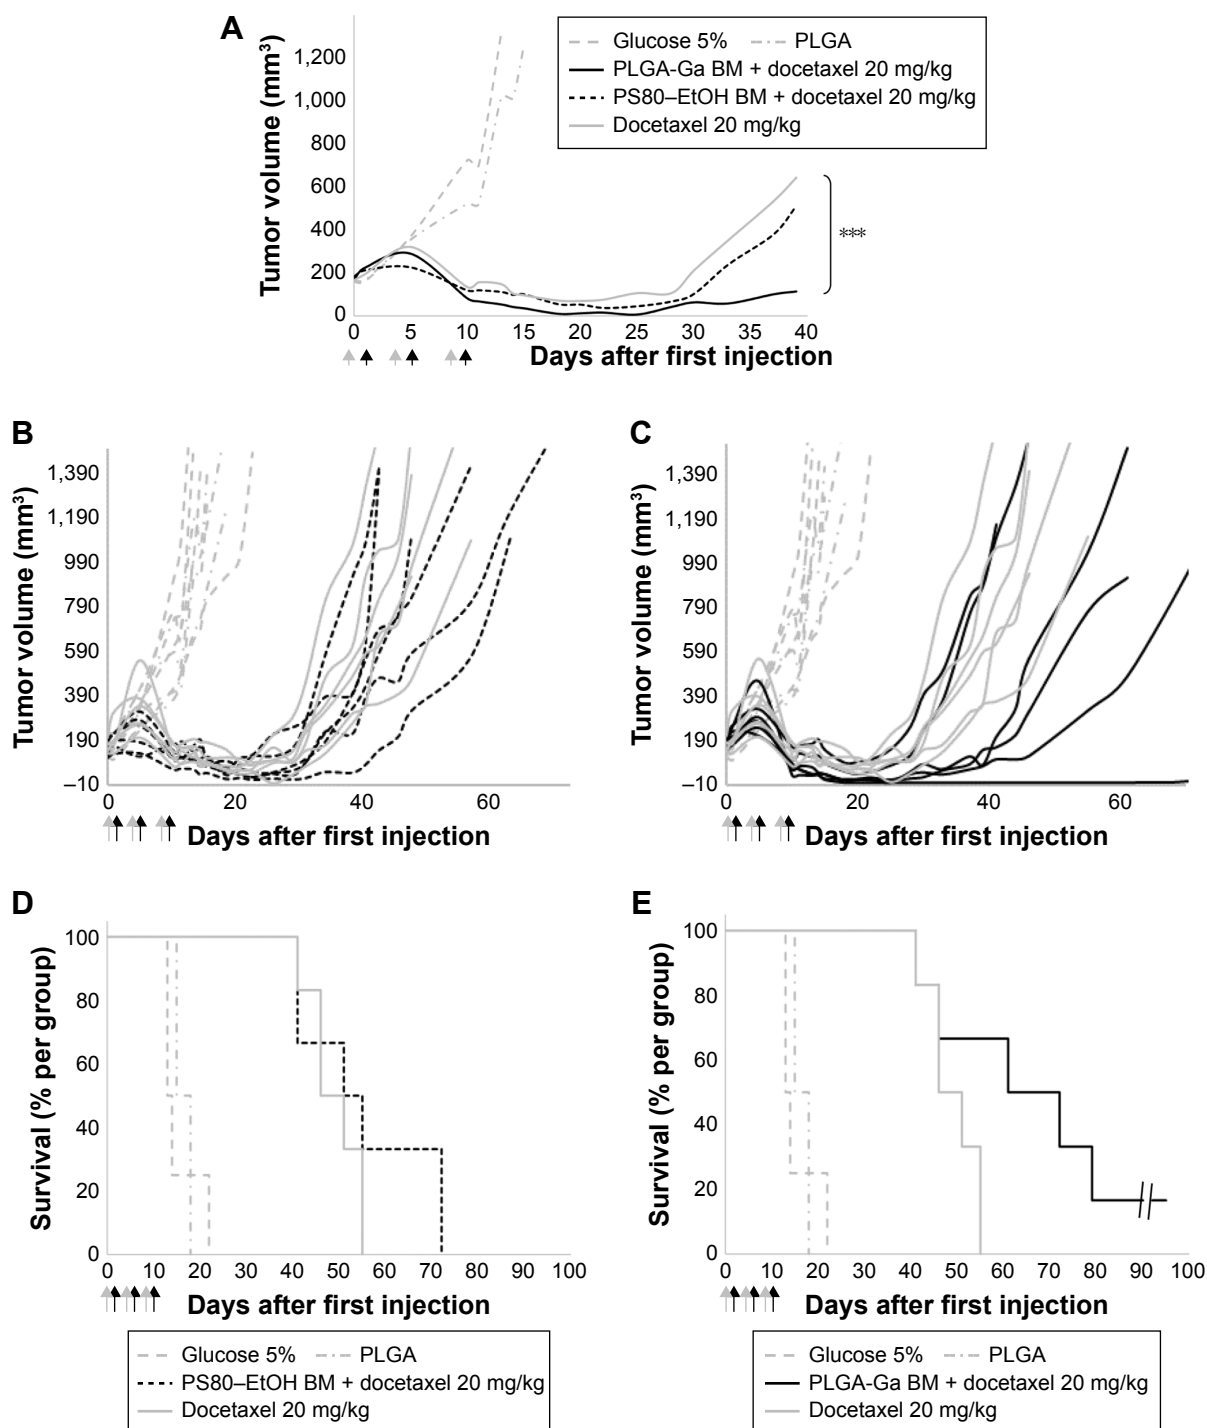 A
Tumor volume (mm³)
1,200
1,000
800
600
400
200
0
Glucose 5% PLGA
PLGA-Ga BM + docetaxel 20 mg/kg
PS80–EtOH BM + docetaxel 20 mg/kg
Docetaxel 20 mg/kg
***
0 5 10 15 20 25 30 35 40
Days after first injection
B
Tumor volume (mm³)
1,390
1,190
990
790
590
390
190
–10
0 20 40 60
Days after first injection
C
Tumor volume (mm³)
1,390
1,190
990
790
590
390
190
–10
0 20 40 60
Days after first injection
D
Survival (% per group)
100
80
60
40
20
0
0 10 20 30 40 50 60 70 80 90 100
Days after first injection
Glucose 5% PLGA
PS80–EtOH BM + docetaxel 20 mg/kg
Docetaxel 20 mg/kg
E
Survival (% per group)
100
80
60
40
20
0
0 10 20 30 40 50 60 70 80 90 100
Days after first injection
Glucose 5% PLGA
PLGA-Ga BM + docetaxel 20 mg/kg
Docetaxel 20 mg/kg